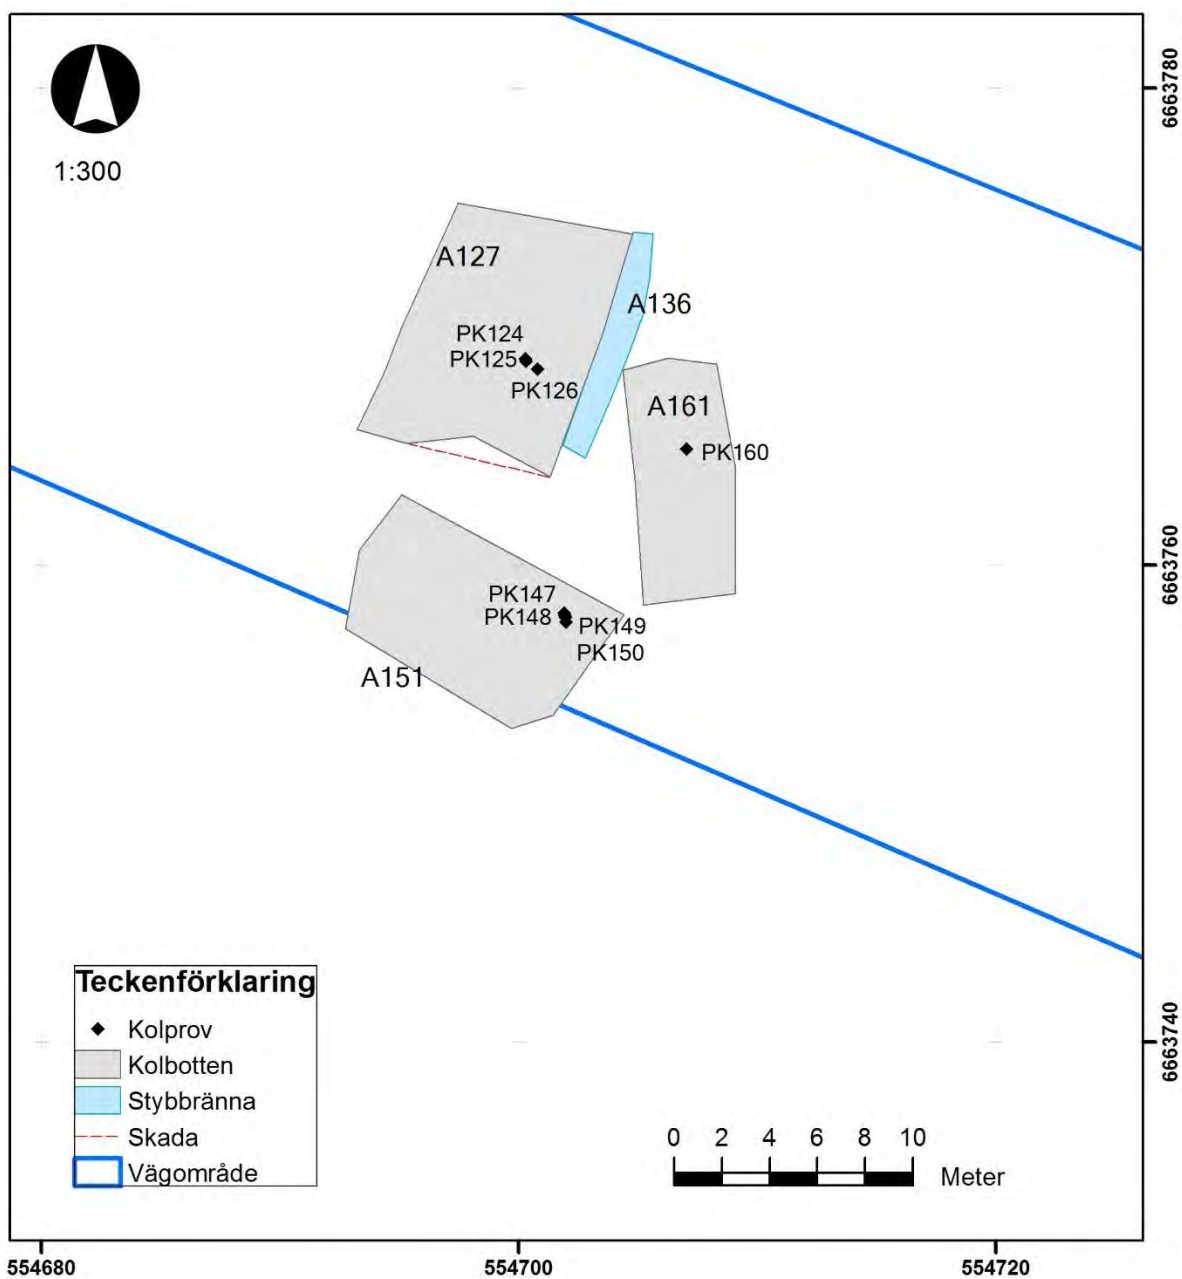 6663780
1:300
A127
A136
PK124
PK125
PK126
A161
PK160
6663760
PK147
PK148
PK149
PK150
A151
Teckenförklaring
Kolprov
Kolbotten
Stybbränna
Skada
Vägområde
6663740
0 2 4 6 8 10
Meter
554680 554700 554720